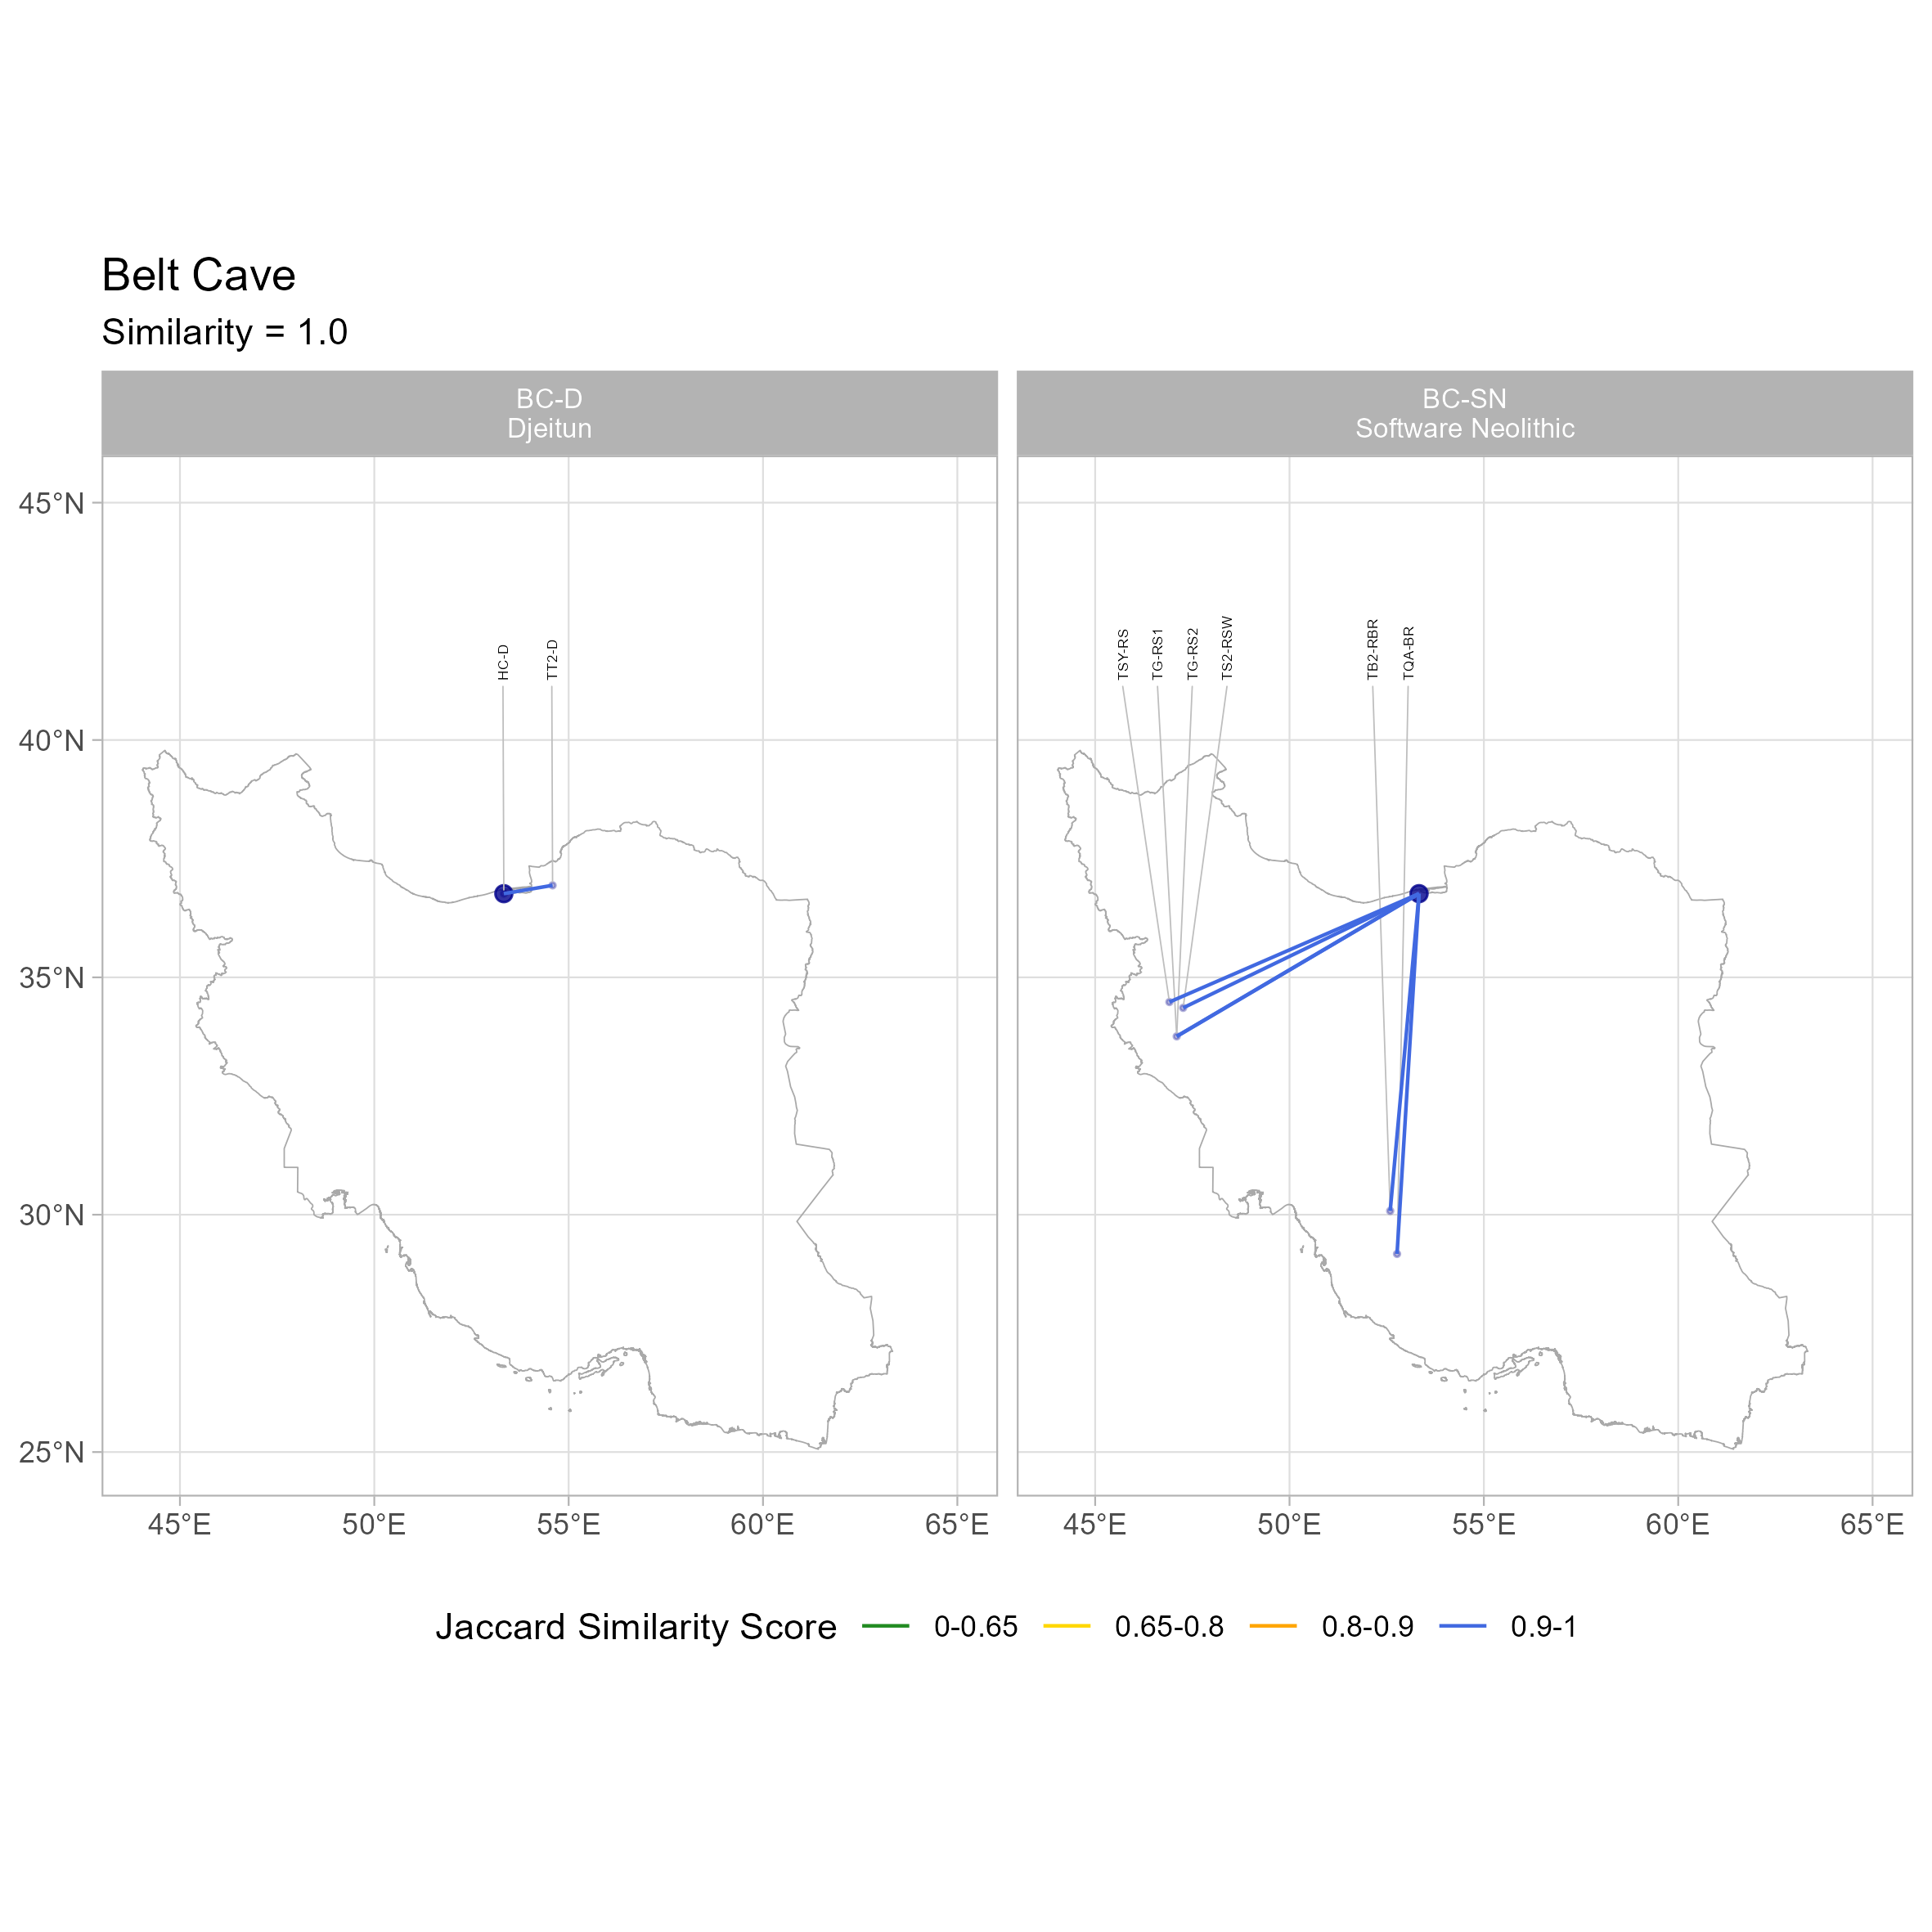 Belt Cave
Similarity = 1.0
BC-D
Djeitun
BC-SN
Software Neolithic
HC-D
TT2-D
TSY-RS
TG-RS1
TG-RS2
TS2-RSW
TB2-RBR
TQA-BR
45°N
40°N
35°N
30°N
25°N
45°E 50°E 55°E 60°E 65°E
45°E 50°E 55°E 60°E 65°E
Jaccard Similarity Score 0-0.65 0.65-0.8 0.8-0.9 0.9-1